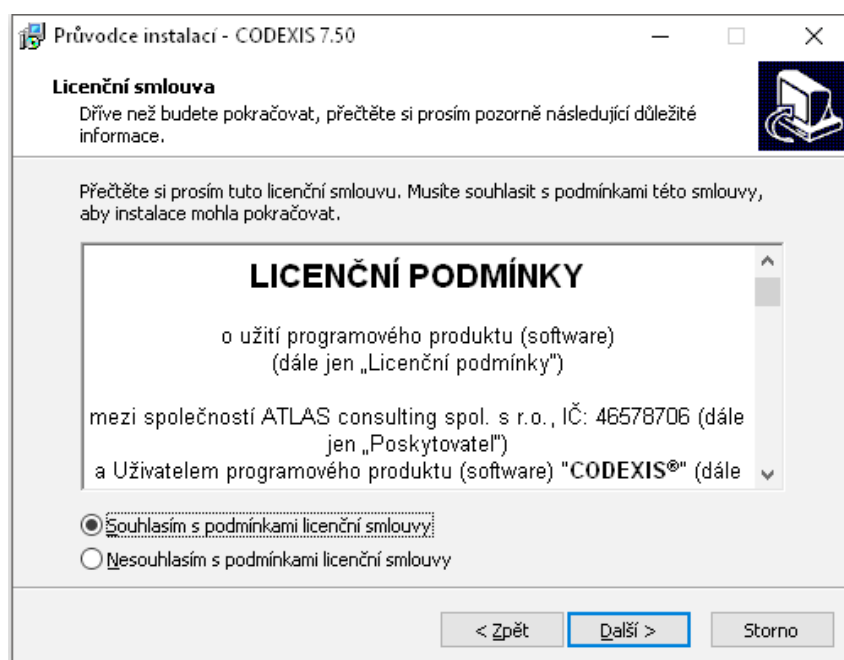 Průvodce instalací - CODEXIS 7.50
Licenční smlouva
Dříve než budete pokračovat, přečtěte si prosím pozorně následující důležité
informace.
Přečtěte si prosím tuto licenční smlouvu. Musíte souhlasit s podmínkami této smlouvy,
aby instalace mohla pokračovat.
LICENČNÍ PODMÍNKY
o užití programového produktu (software)
(dále jen „Licenční podmínky")
mezi společností ATLAS consulting spol. s r.o., IČ: 46578706 (dále
jen „Poskytovatel")
a Uživatelem programového produktu (software) "CODEXIS®" (dále
Souhlasím s podmínkami licenční smlouvy
Nesouhlasím s podmínkami licenční smlouvy
< Zpět
Další >
Storno